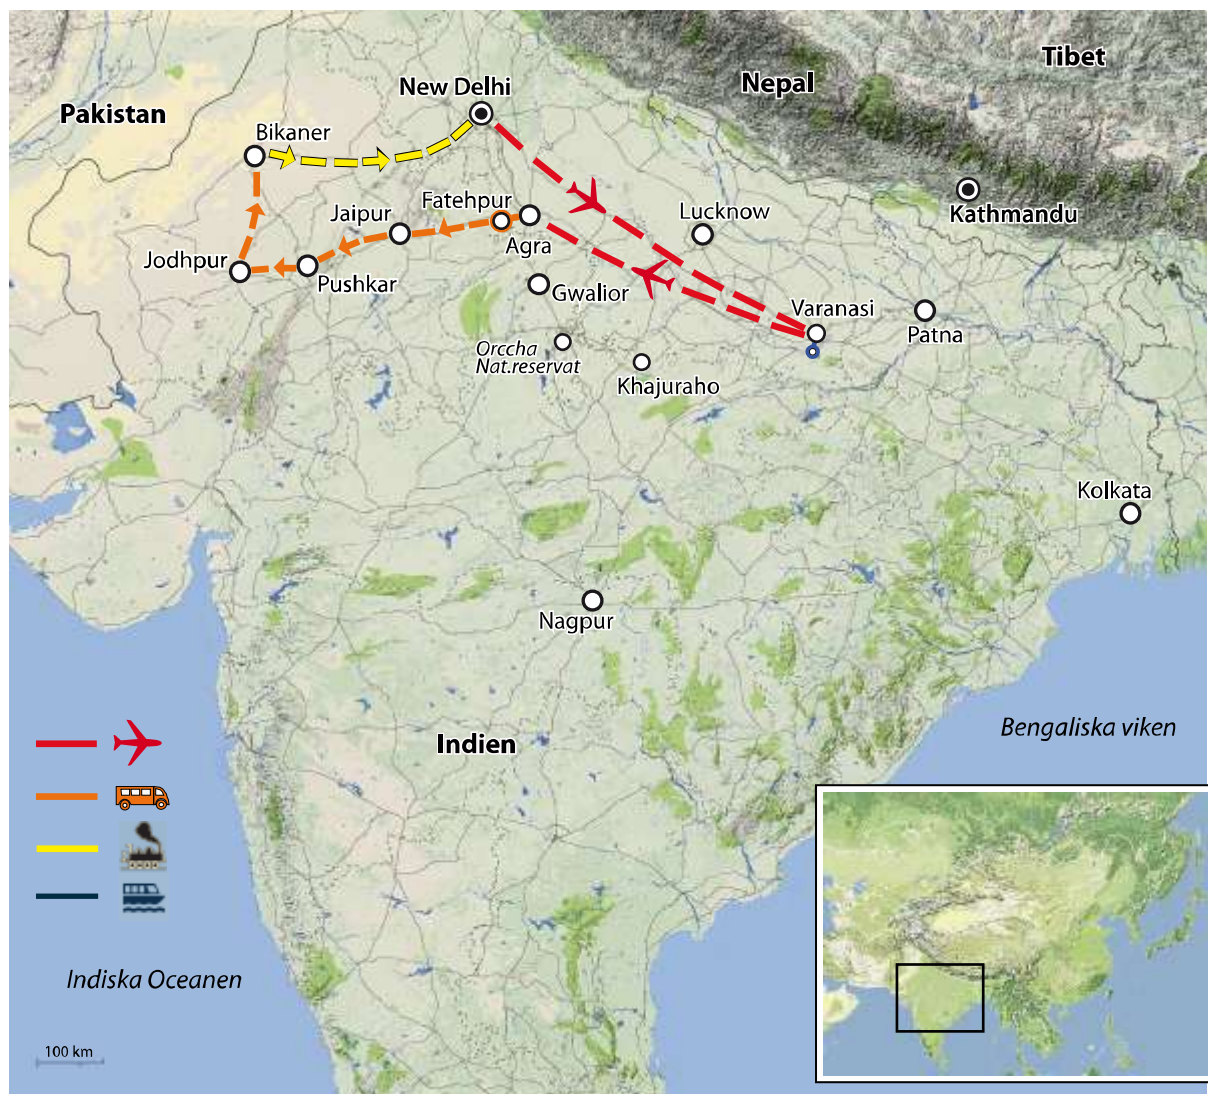 Tibet
Nepal
New Delhi
Pakistan
Bikaner
Kathmandu
Fatehpur
Jaipur
Lucknow
Agra
Jodhpur
Pushkar
Gwalior
Varanasi
Patna
Orccha
Nat.reservat
Khajuraho
Kolkata
Nagpur
Indien
Bengaliska viken
Indiska Oceanen
100 km